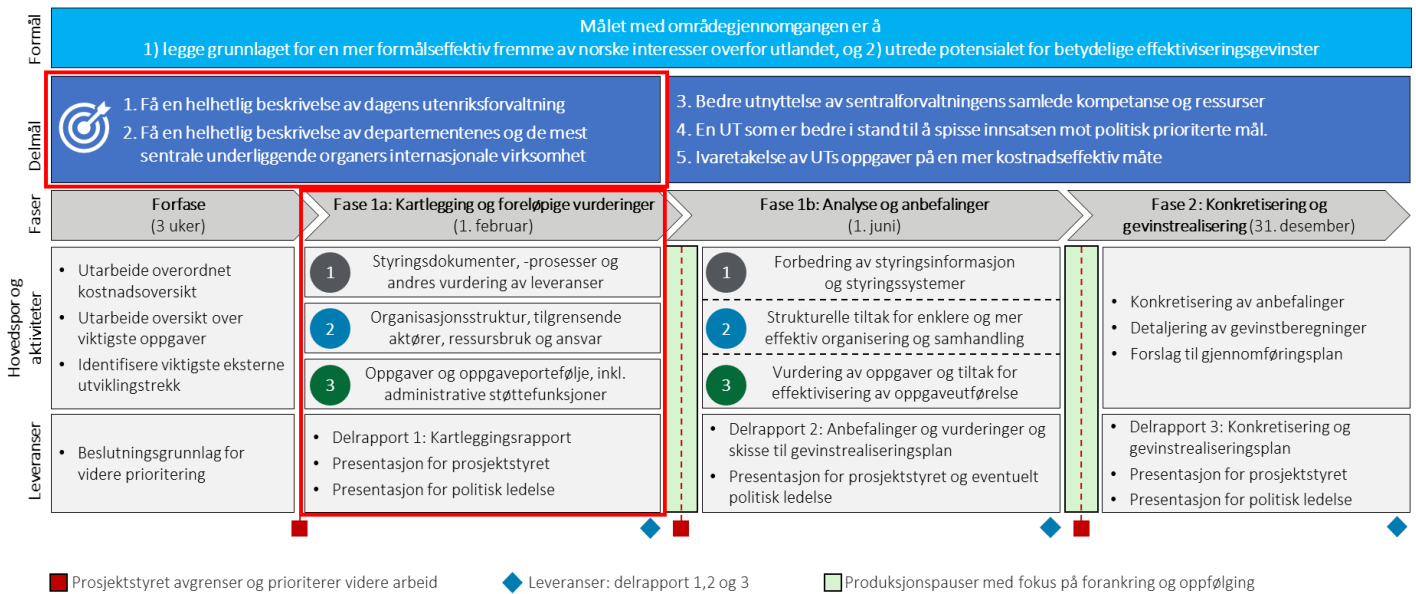 Formål
Målet med områdegjennomgangen er å
1) legge grunnlaget for en mer formålseffektiv fremme av norske interesser overfor utlandet, og 2) utrede potensialet for betydelige effektiviseringsgevinster
Delmål
1. Få en helhetlig beskrivelse av dagens utenriksforvaltning
2. Få en helhetlig beskrivelse av departementenes og de mest
sentrale underliggende organers internasjonale virksomhet
3. Bedre utnyttelse av sentralforvaltningens samlede kompetanse og ressurser
4. En UT som er bedre i stand til å spisse innsatsen mot politisk prioriterte mål.
5. Ivaretakelse av UTs oppgaver på en mer kostnadseffektiv måte
Faser
Forfase
(3 uker)
Fase 1a: Kartlegging og foreløpige vurderinger
(1. februar)
Fase 1b: Analyse og anbefalinger
(1. juni)
Fase 2: Konkretisering og
gevinstrealisering (31. desember)
Hovedspor og
aktiviteter
• Utarbeide overordnet
kostnadsoversikt
• Utarbeide oversikt over
viktigste oppgaver
• Identifisere viktigste eksterne
utviklingstrekk
1
Styringsdokumenter, -prosesser og
andres vurdering av leveranser
2
Organisasjonsstruktur, tilgrensende
aktører, ressursbruk og ansvar
3
Oppgaver og oppgaveportefølje, inkl.
administrative støttefunksjoner
1
Forbedring av styringsinformasjon
og styringssystemer
2
Strukturelle tiltak for enklere og mer
effektiv organisering og samhandling
3
Vurdering av oppgaver og tiltak for
effektivisering av oppgaveutførelse
• Konkretisering av anbefalinger
• Detaljering av gevinstberegninger
• Forslag til gjennomføringsplan
Leveranser
• Beslutningsgrunnlag for
videre prioritering
• Delrapport 1: Kartleggingsrapport
• Presentasjon for prosjektstyret
• Presentasjon for politisk ledelse
• Delrapport 2: Anbefalinger og vurderinger og
skisse til gevinstrealiseringsplan
• Presentasjon for prosjektstyret og eventuelt
politisk ledelse
• Delrapport 3: Konkretisering og
gevinstrealiseringsplan
• Presentasjon for prosjektstyret
• Presentasjon for politisk ledelse
Prosjektstyret avgrenser og prioriterer videre arbeid
Leveranser: delrapport 1,2 og 3
Produksjonspauser med fokus på forankring og oppfølging